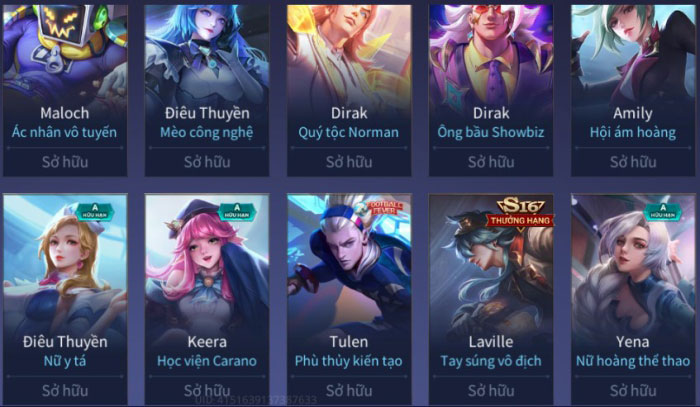 Maloch
Ác nhân vô tuyến
Sở hữu
Điêu Thuyền
Mèo công nghệ
Sở hữu
Dirak
Quý tộc Norman
Sở hữu
Dirak
Ông bầu Showbiz
Sở hữu
Amily
Hội ám hoàng
Sở hữu
A
HỮU HẠN
Điêu Thuyền
Nữ y tá
Sở hữu
A
HỮU HẠN
Keera
Học viện Carano
Sở hữu
FOOTBALL
FEVER
Tulen
Phù thủy kiến tạo
Sở hữu
S16
THƯỞNG HẠNG
Laville
Tay súng vô địch
Sở hữu
A
HỮU HẠN
Yena
Nữ hoàng thể thao
Sở hữu